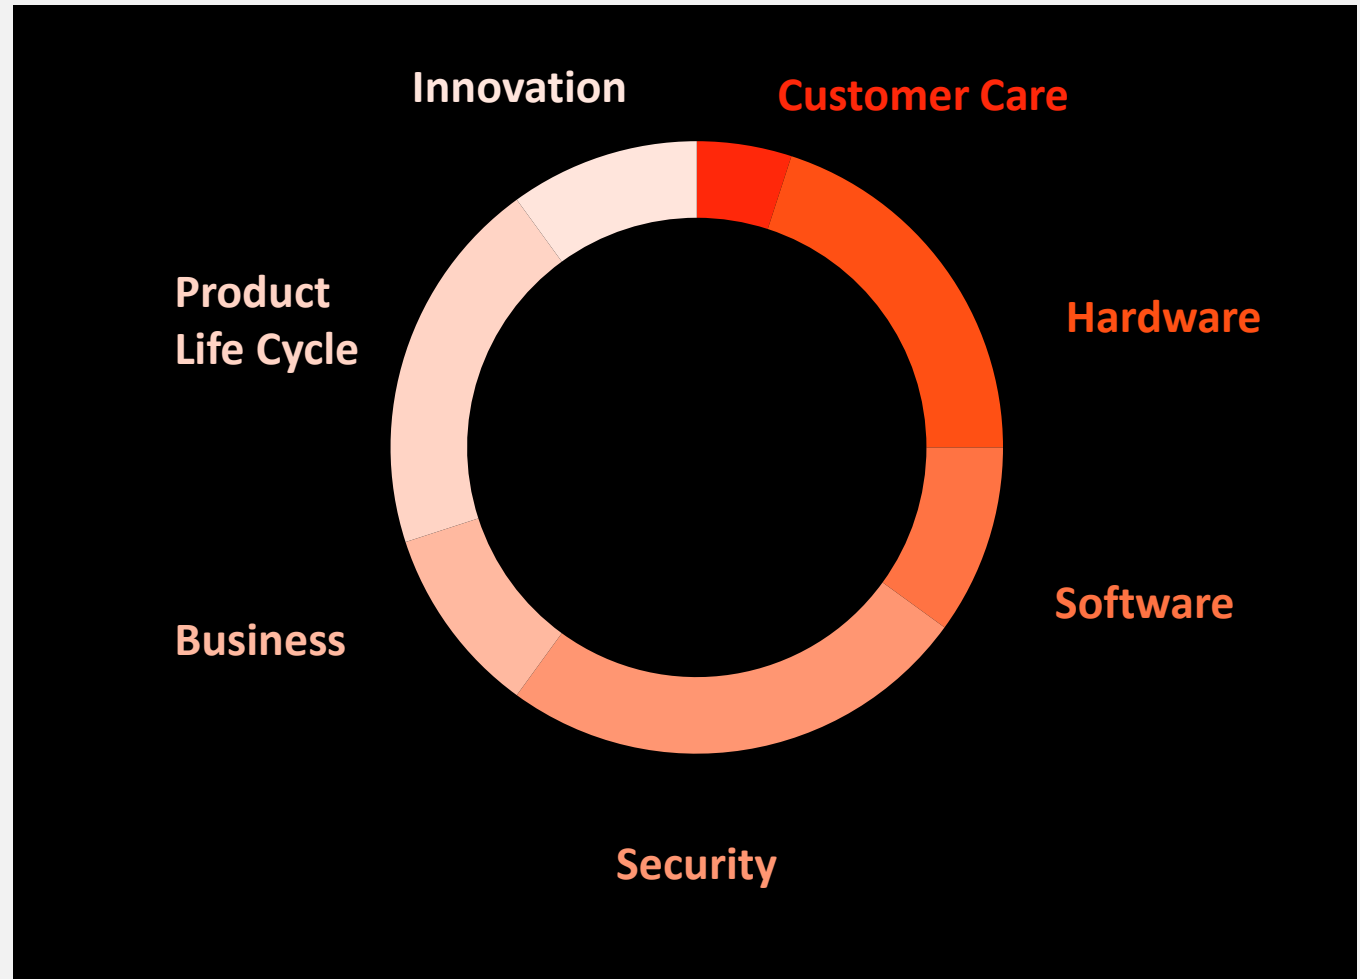 Innovation
Customer Care
Product
Life Cycle
Hardware
Software
Business
Security